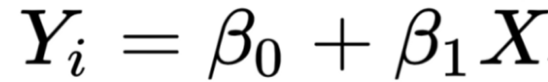 Yᵢ = β₀ + β₁X